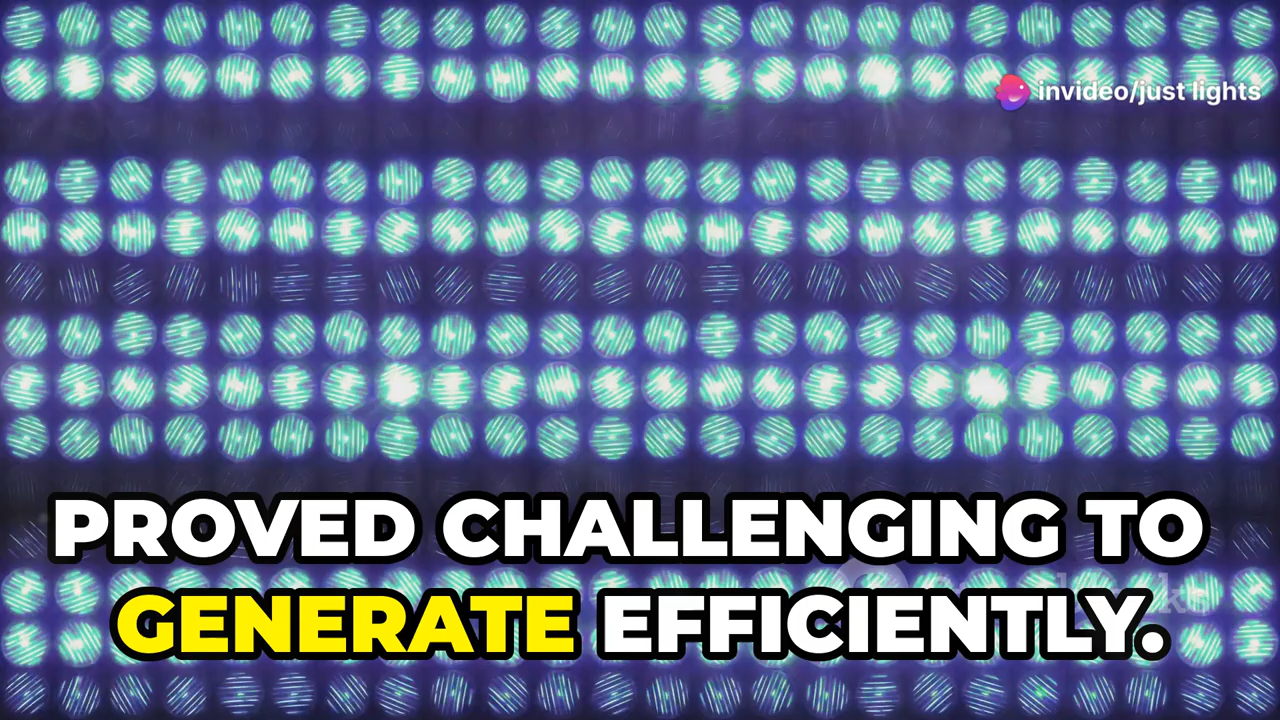 invideo/just lights
PROVED CHALLENGING TO
GENERATE EFFICIENTLY.